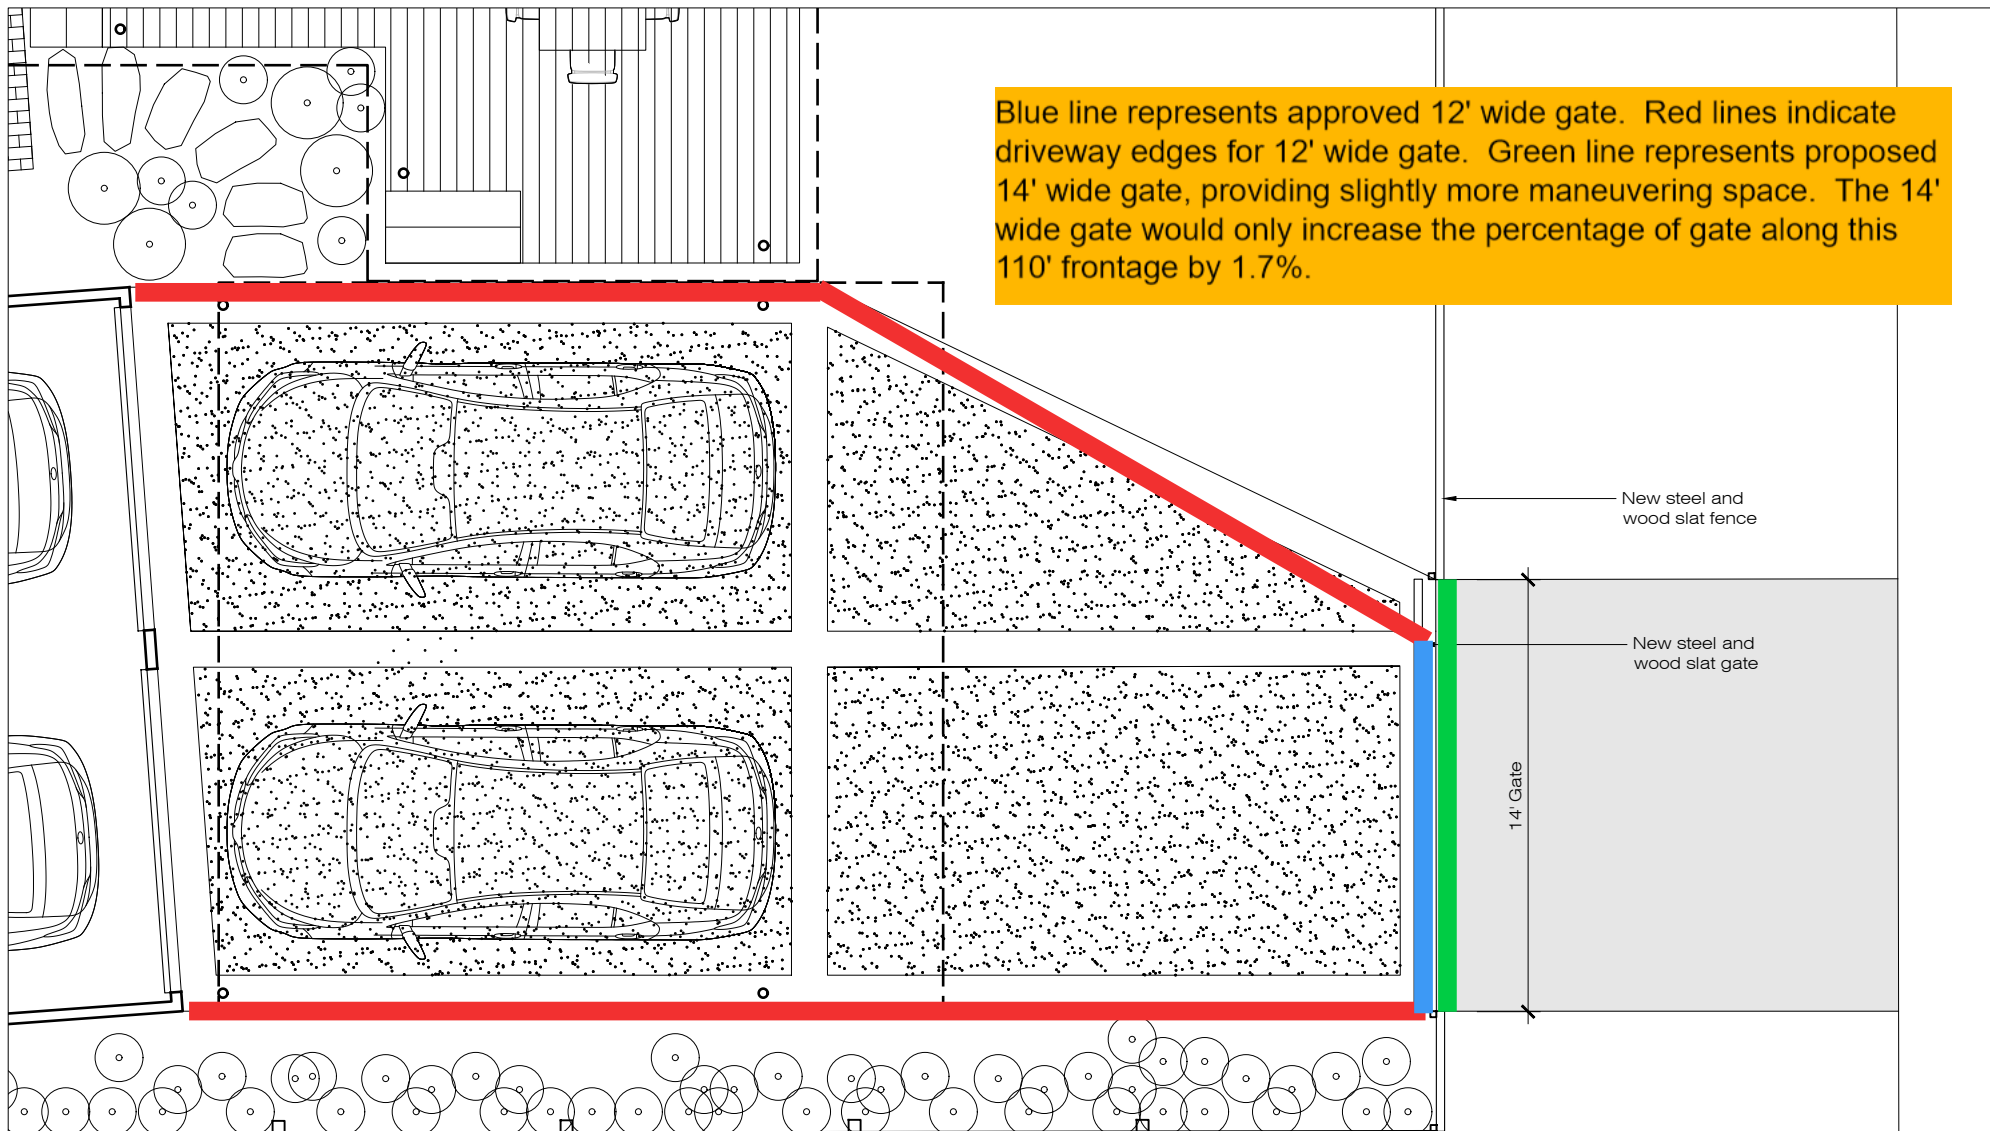 Blue line represents approved 12' wide gate.  Red lines indicate
driveway edges for 12' wide gate.  Green line represents proposed
14' wide gate, providing slightly more maneuvering space.  The 14'
wide gate would only increase the percentage of gate along this
110' frontage by 1.7%.
New steel and
wood slat fence
New steel and
wood slat gate
14' Gate